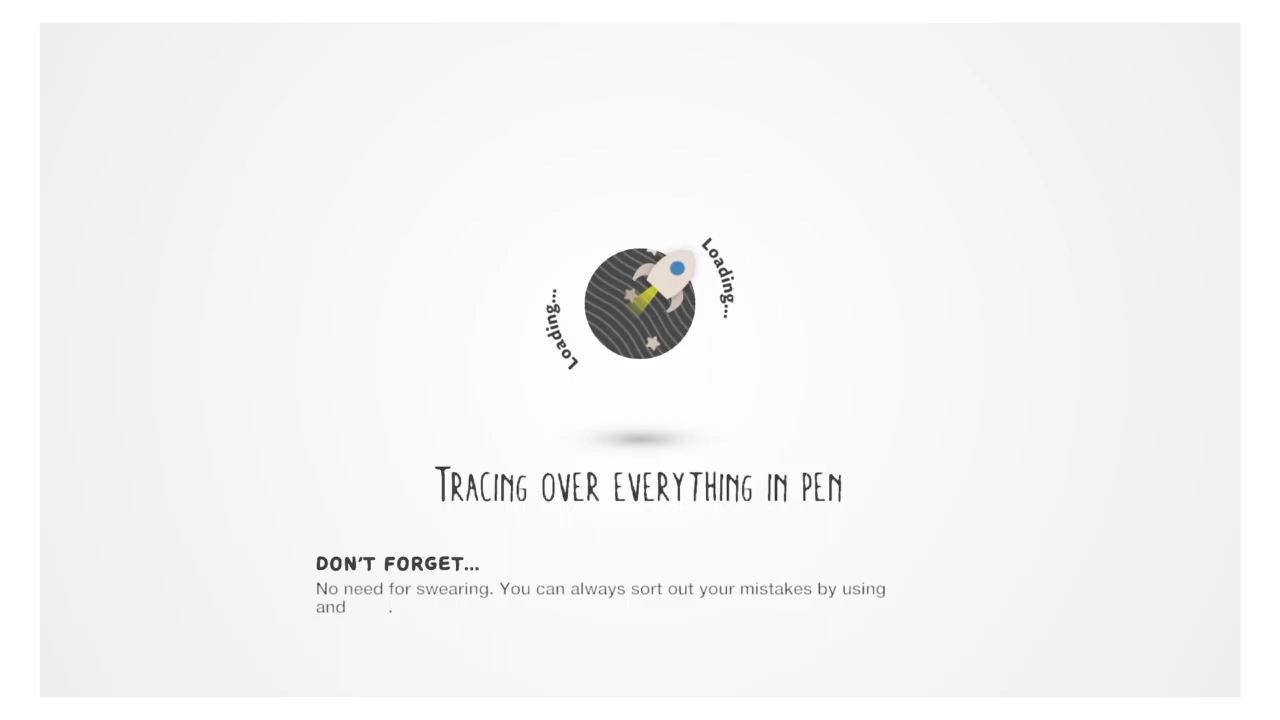 Loading...
Loading...
Tracing over everything in pen
DON'T FORGET...
No need for swearing. You can always sort out your mistakes by using
and .